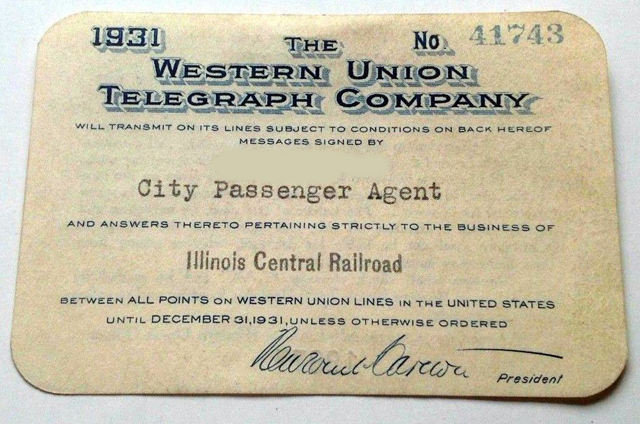 1931 THE No. 41743
WESTERN UNION
TELEGRAPH COMPANY
WILL TRANSMIT ON ITS LINES SUBJECT TO CONDITIONS ON BACK HEREOF
MESSAGES SIGNED BY
City Passenger Agent
AND ANSWERS THERETO PERTAINING STRICTLY TO THE BUSINESS OF
Illinois Central Railroad
BETWEEN ALL POINTS ON WESTERN UNION LINES IN THE UNITED STATES
UNTIL DECEMBER 31, 1931, UNLESS OTHERWISE ORDERED
President